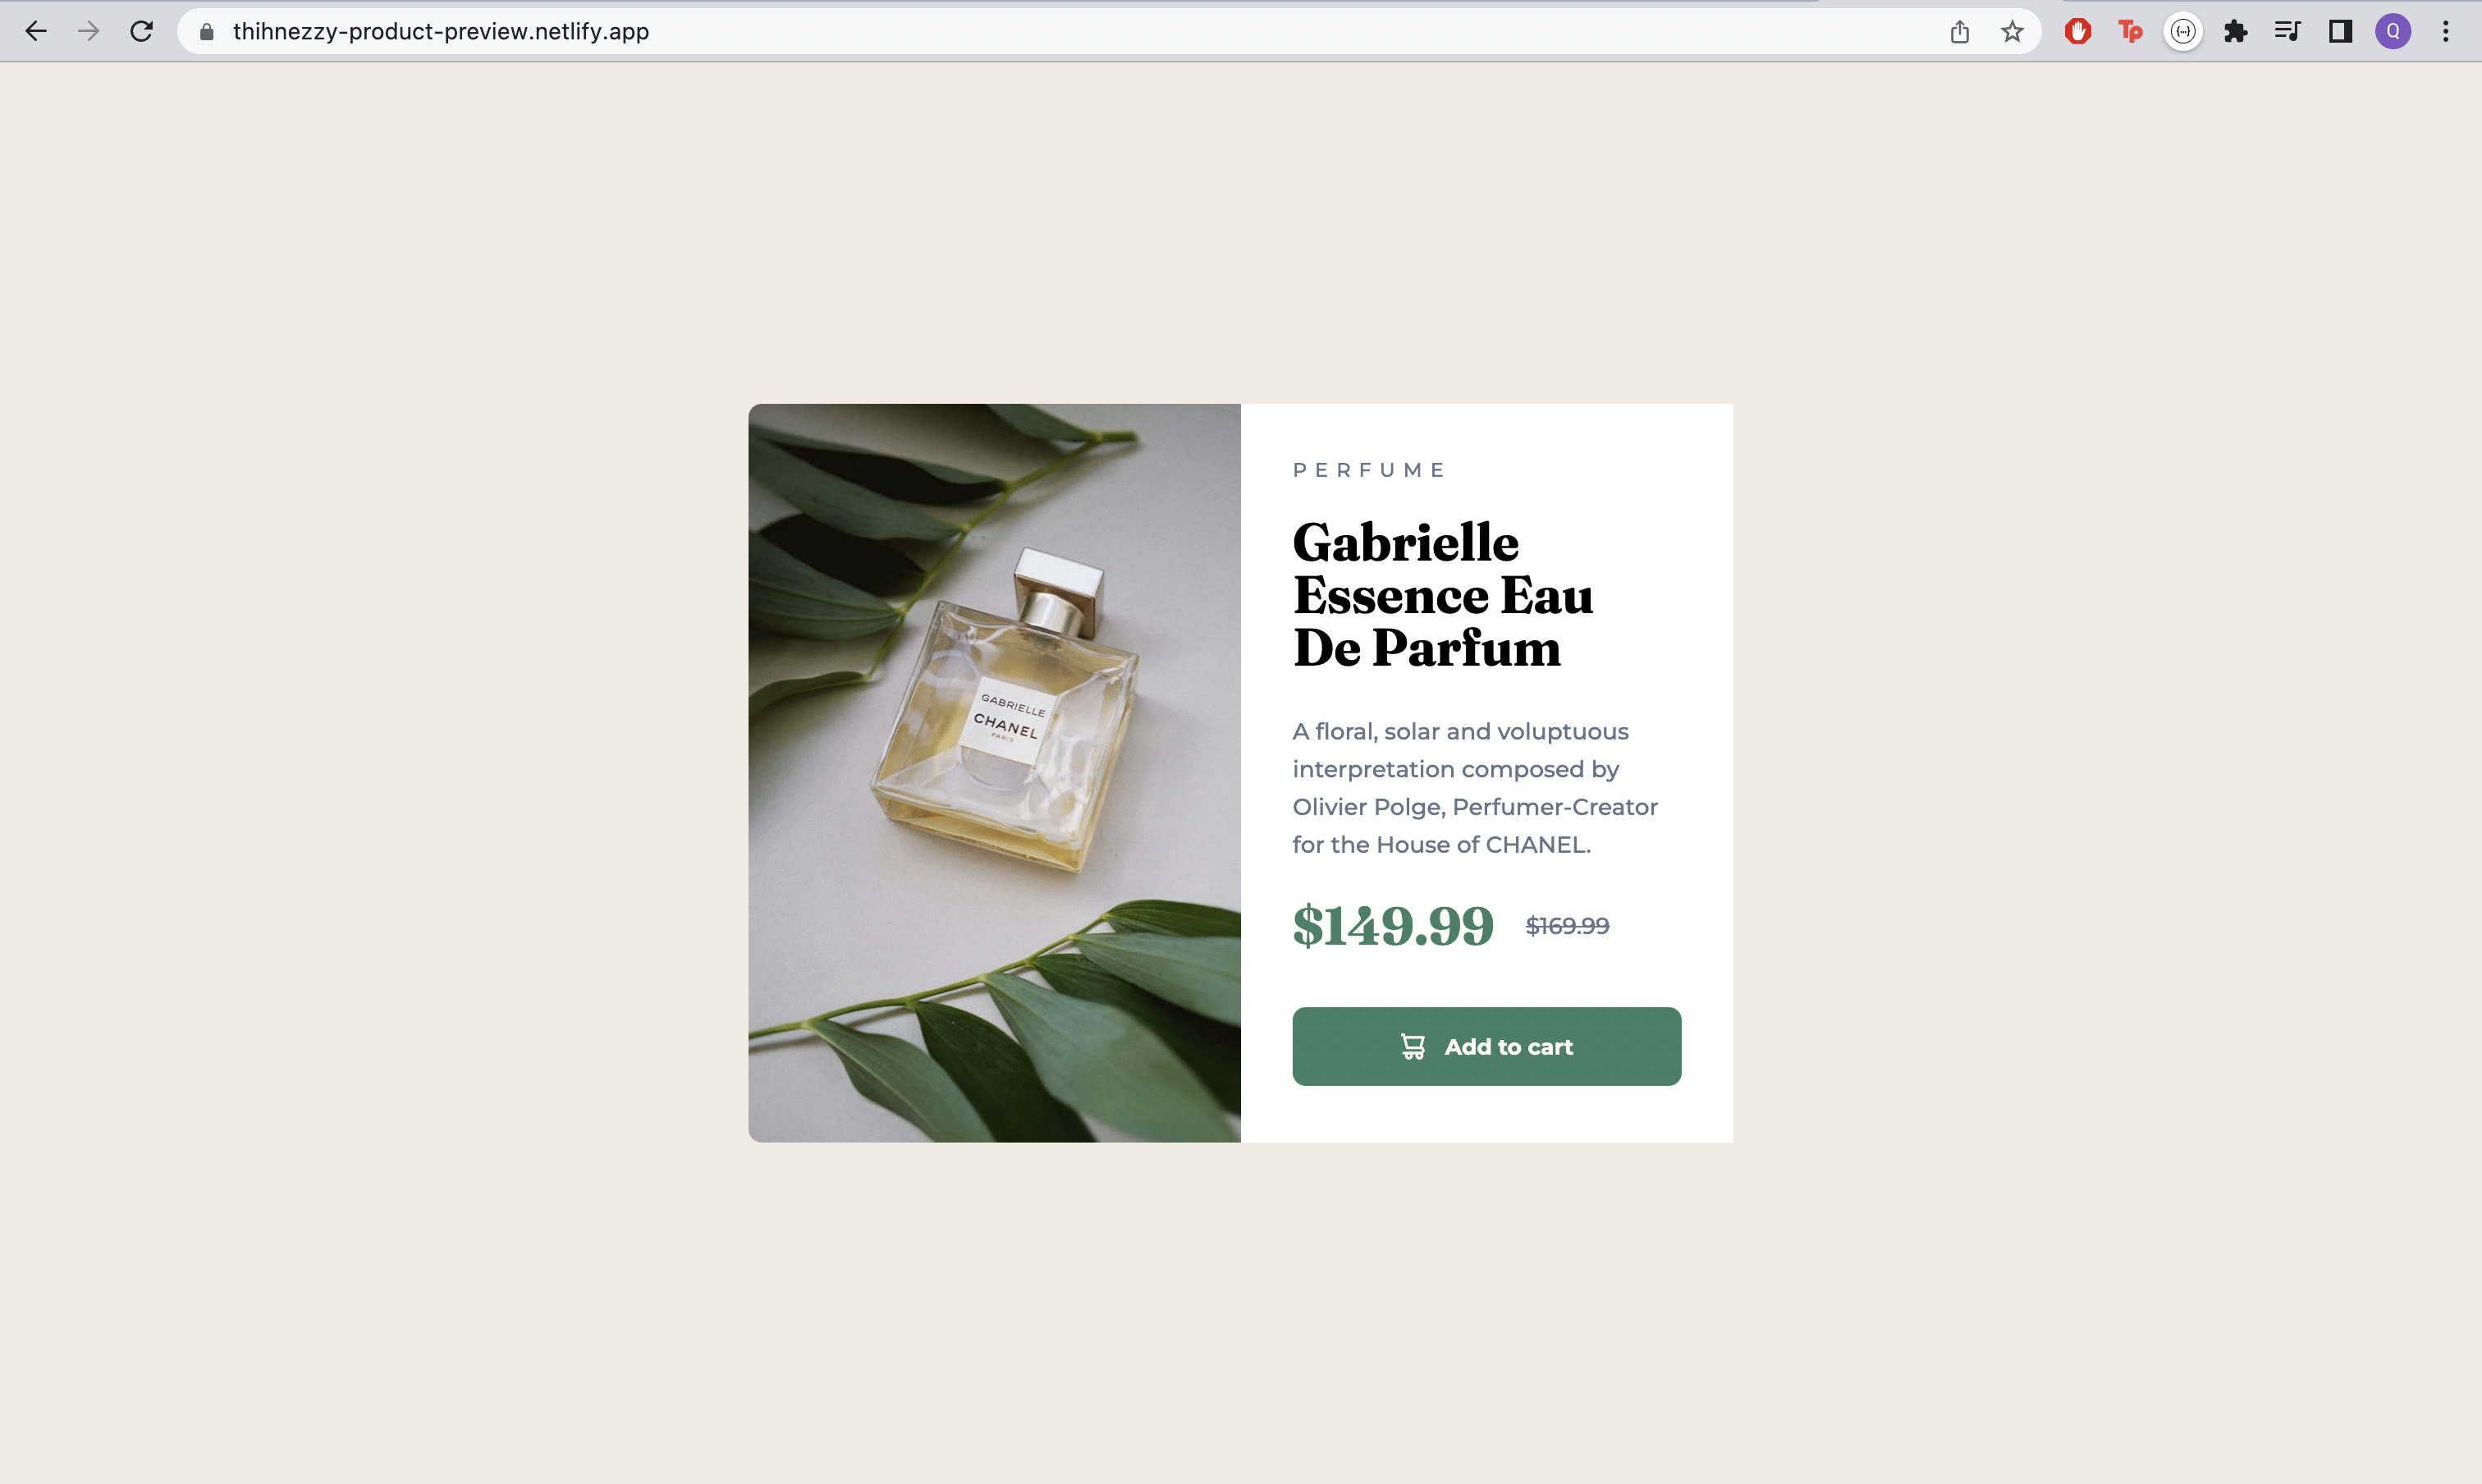 thihnezzy-product-preview.netlify.app
Tp
{...}
Q
GABRIELLE
CHANEL
PARIS
PERFUME
Gabrielle
Essence Eau
De Parfum
A floral, solar and voluptuous
interpretation composed by
Olivier Polge, Perfumer-Creator
for the House of CHANEL.
$149.99 $169.99
Add to cart